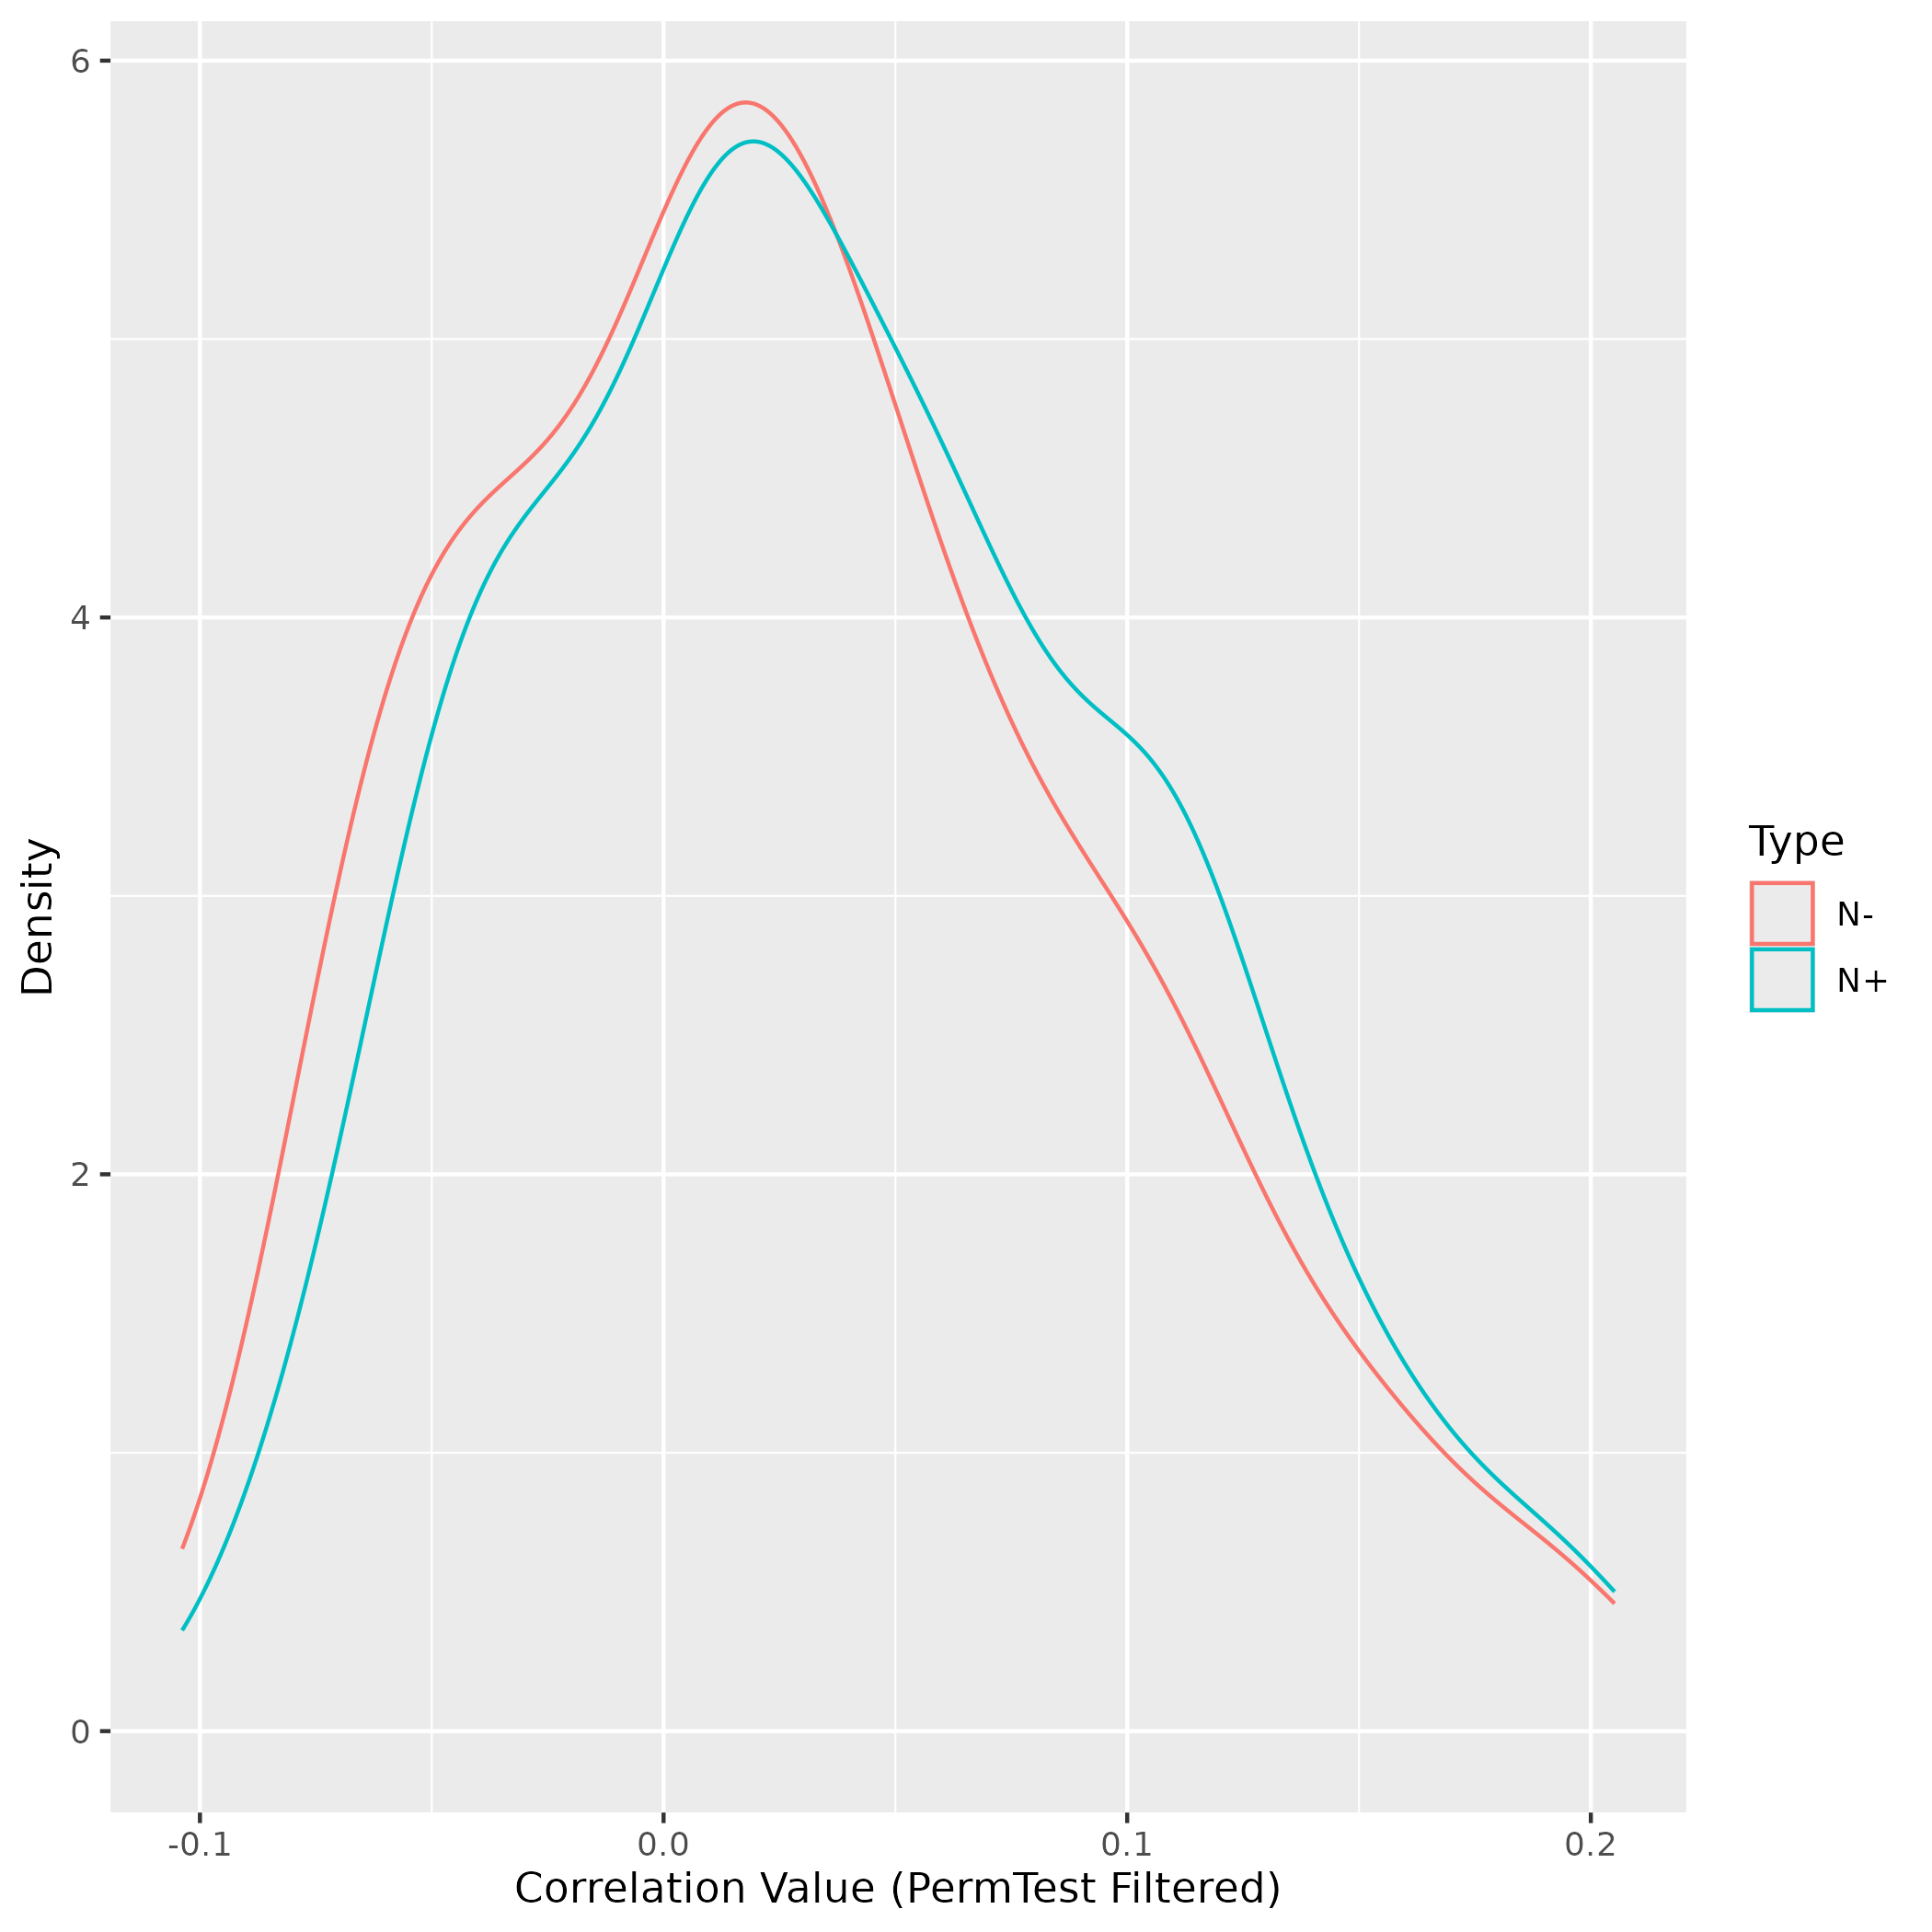 6
4
2
0
Density
-0.1
0.0
0.1
0.2
Correlation Value (PermTest Filtered)
Type
N-
N+